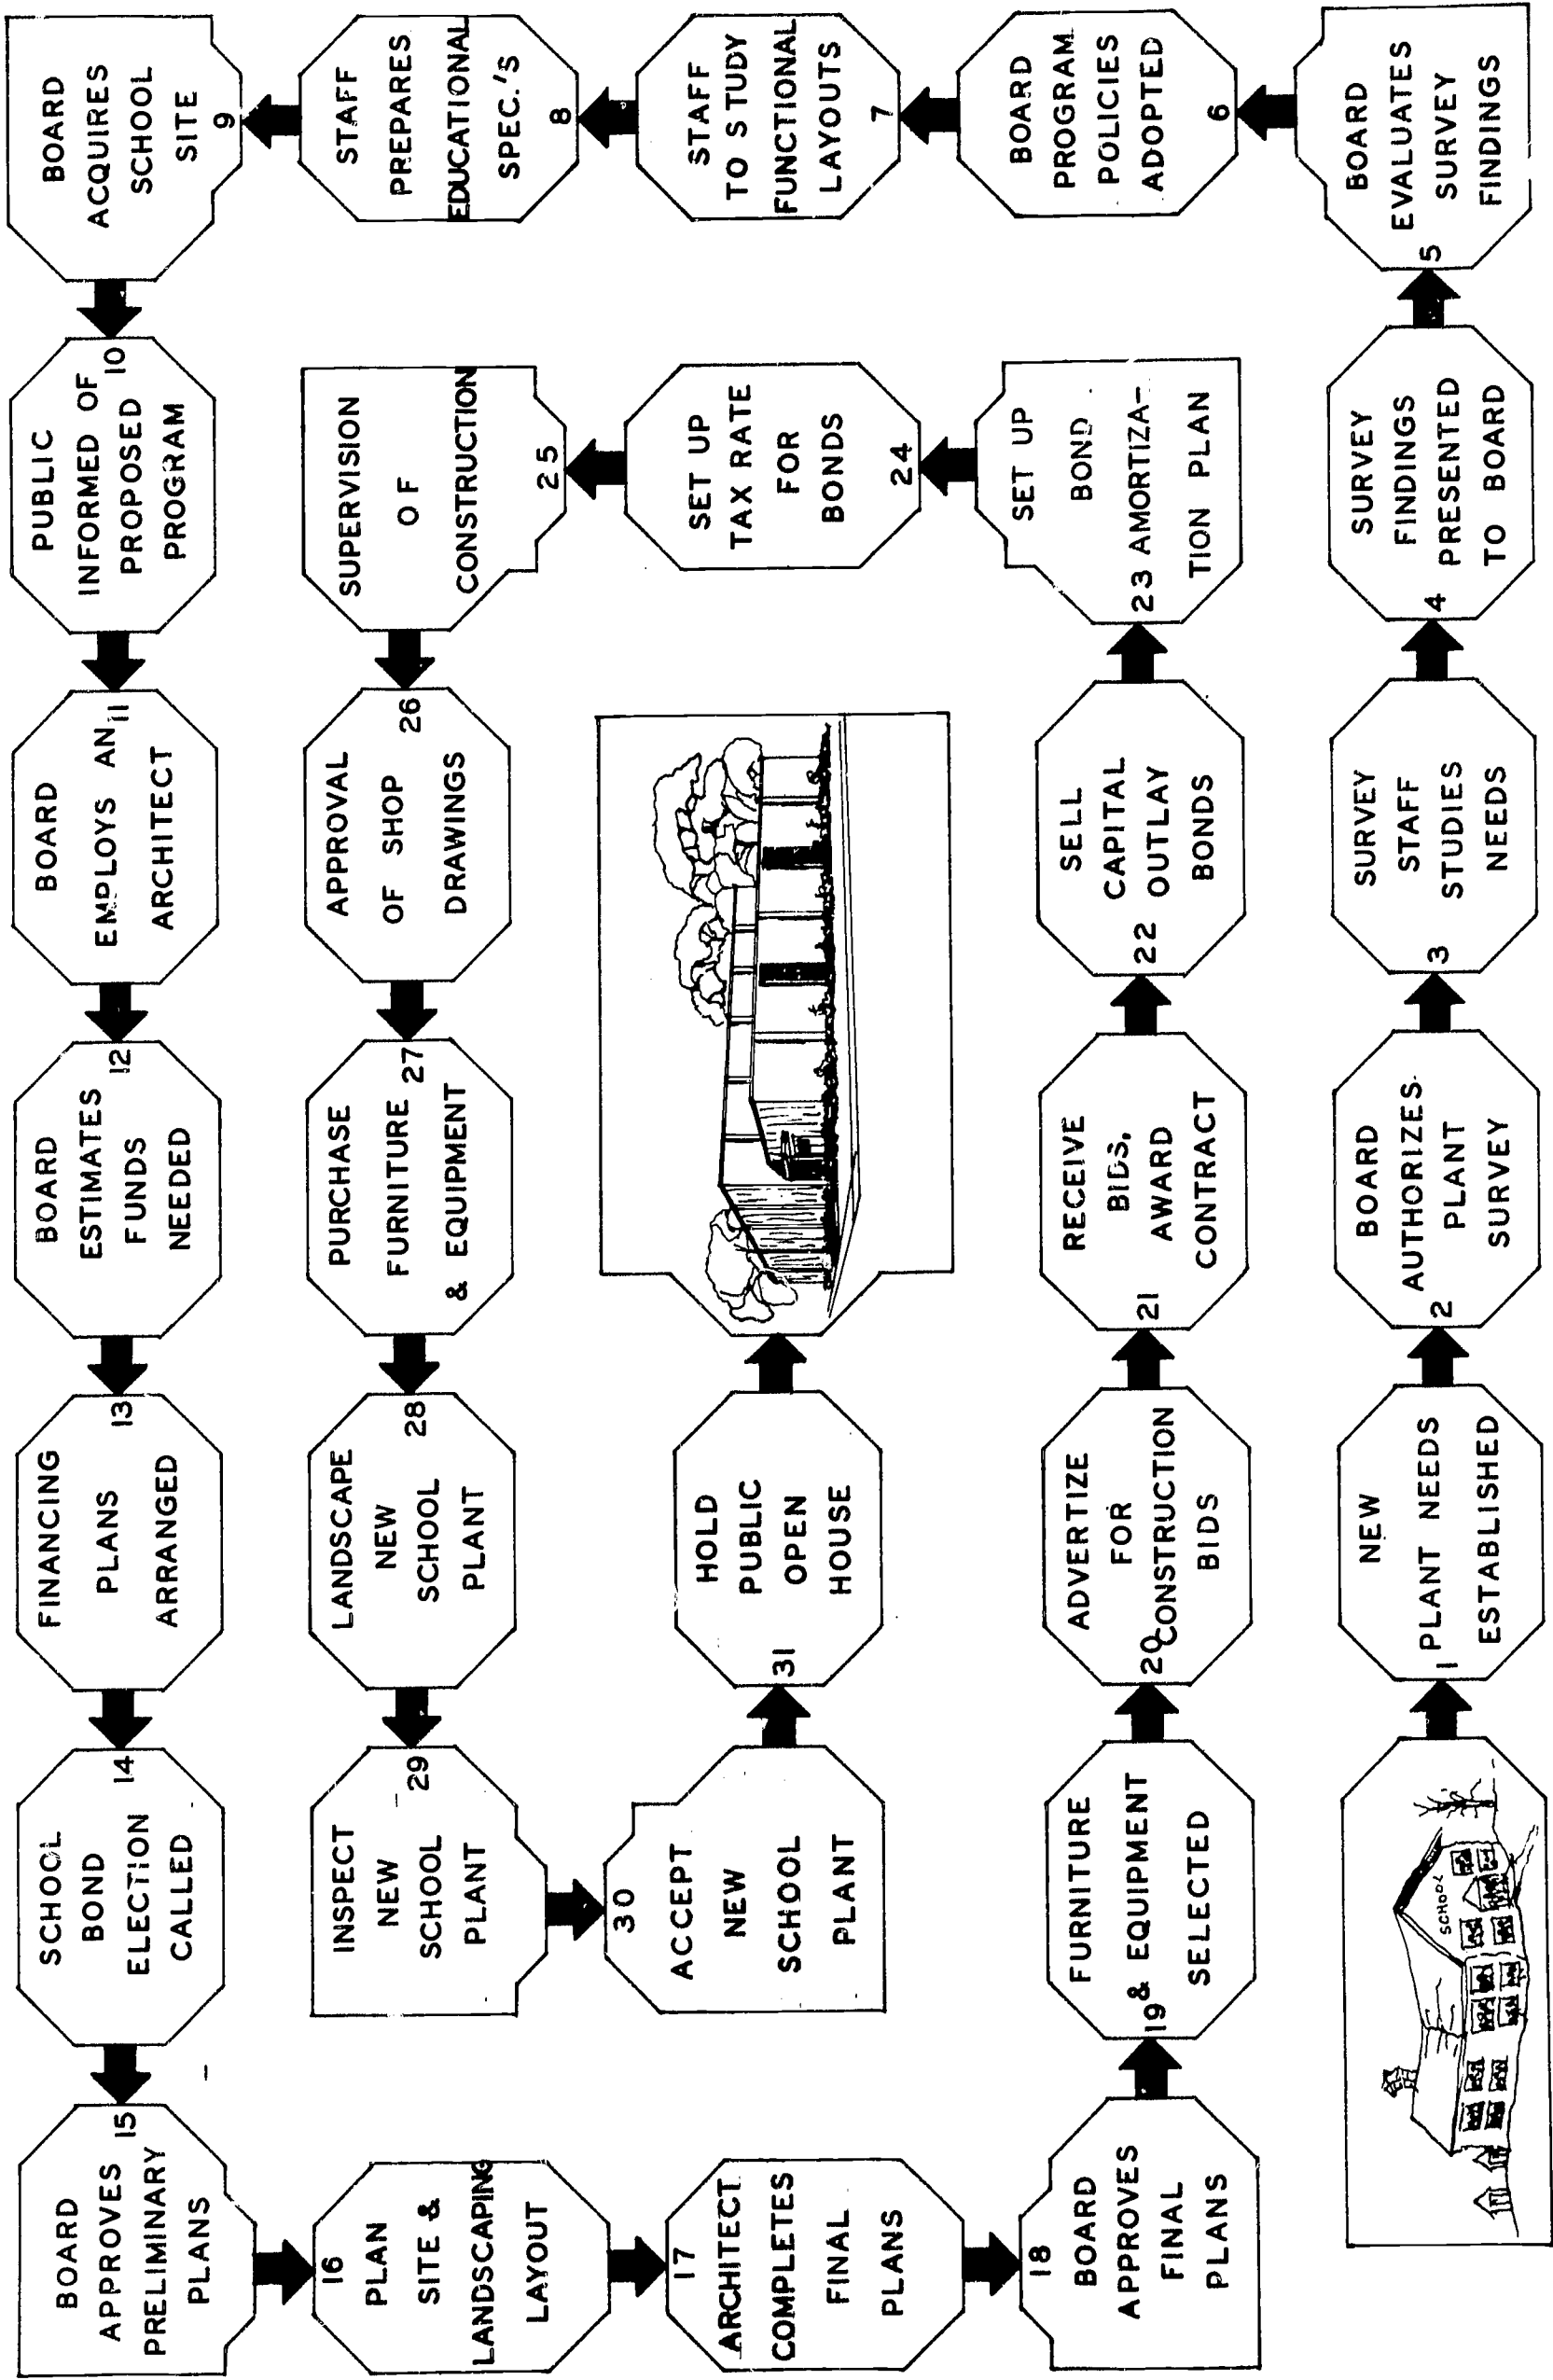 SCHOOL
1
NEW
PLANT NEEDS
ESTABLISHED
2
BOARD
AUTHORIZES
PLANT
SURVEY
3
SURVEY
STAFF
STUDIES
NEEDS
4
SURVEY
FINDINGS
PRESENTED
TO BOARD
5
BOARD
EVALUATES
SURVEY
FINDINGS
6
BOARD
PROGRAM
POLICIES
ADOPTED
7
STAFF
TO STUDY
FUNCTIONAL
LAYOUTS
8
STAFF
PREPARES
EDUCATIONAL
SPEC.'S
9
BOARD
ACQUIRES
SCHOOL
SITE
10
PUBLIC
INFORMED OF
PROPOSED
PROGRAM
11
BOARD
EMPLOYS AN
ARCHITECT
12
BOARD
ESTIMATES
FUNDS
NEEDED
13
FINANCING
PLANS
ARRANGED
14
SCHOOL
BOND
ELECTION
CALLED
15
BOARD
APPROVES
PRELIMINARY
PLANS
16
PLAN
SITE &
LANDSCAPING
LAYOUT
17
ARCHITECT
COMPLETES
FINAL
PLANS
18
BOARD
APPROVES
FINAL
PLANS
19
FURNITURE
& EQUIPMENT
SELECTED
20
ADVERTIZE
FOR
CONSTRUCTION
BIDS
21
RECEIVE
BIDS,
AWARD
CONTRACT
22
SELL
CAPITAL
OUTLAY
BONDS
23
SET UP
BOND
AMORTIZA-
TION PLAN
24
SET UP
TAX RATE
FOR
BONDS
25
SUPERVISION
OF
CONSTRUCTION
26
APPROVAL
OF SHOP
DRAWINGS
27
PURCHASE
FURNITURE
& EQUIPMENT
28
LANDSCAPE
NEW
SCHOOL
PLANT
29
INSPECT
NEW
SCHOOL
PLANT
30
ACCEPT
NEW
SCHOOL
PLANT
31
HOLD
PUBLIC
OPEN
HOUSE